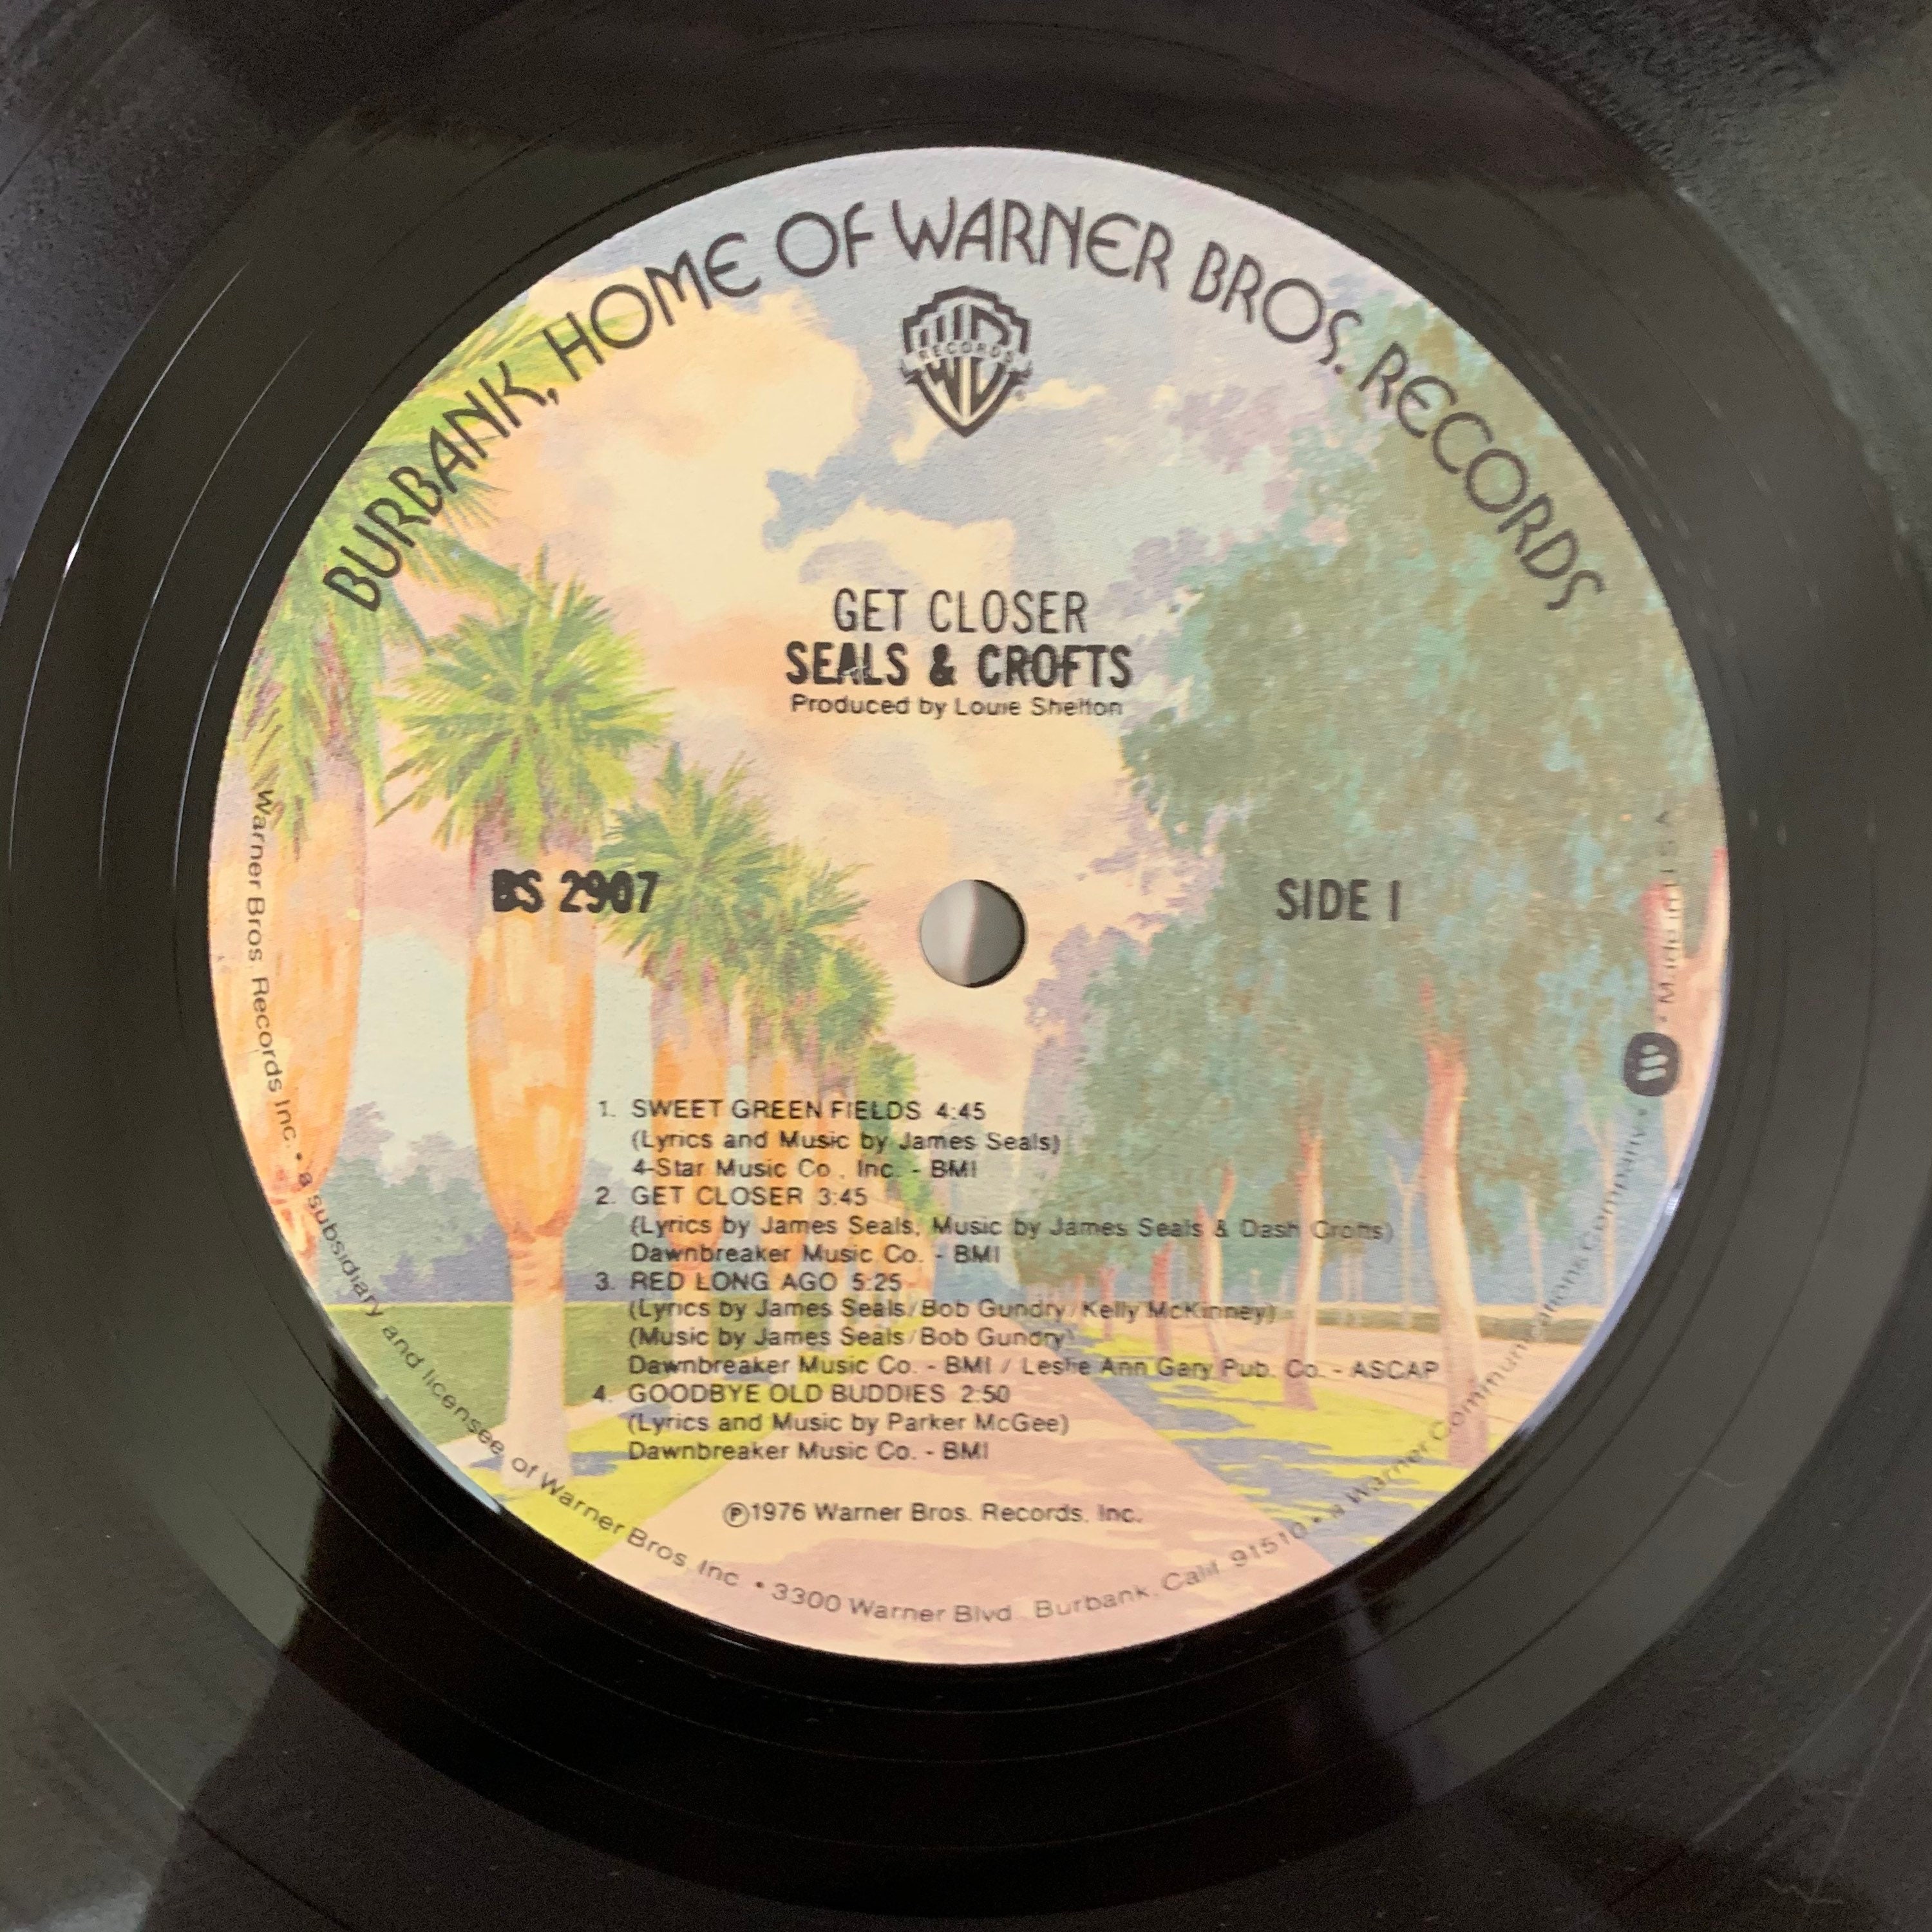 BURBANK, HOME OF WARNER BROS. RECORDS
RECORDS
GET CLOSER
SEALS & CROFTS
Produced by Louie Shelton
BS 2907
SIDE 1
1. SWEET GREEN FIELDS 4:45
(Lyrics and Music by James Seals)
4-Star Music Co., Inc. - BMI
2. GET CLOSER 3:45
(Lyrics by James Seals, Music by James Seals & Dash Crofts)
Dawnbreaker Music Co. - BMI
3. RED LONG AGO 5:25
(Lyrics by James Seals/Bob Gundry/Kelly McKinney)
(Music by James Seals/Bob Gundry)
Dawnbreaker Music Co. - BMI / Leslie Ann Gary Pub. Co. - ASCAP
4. GOODBYE OLD BUDDIES 2:50
(Lyrics and Music by Parker McGee)
Dawnbreaker Music Co. - BMI
℗1976 Warner Bros. Records, Inc.
Warner Bros. Records Inc. • a subsidiary and licensee of Warner Bros. Inc. • 3300 Warner Blvd., Burbank, Calif. 91510 • a Warner Communications Company • Made in U.S.A.